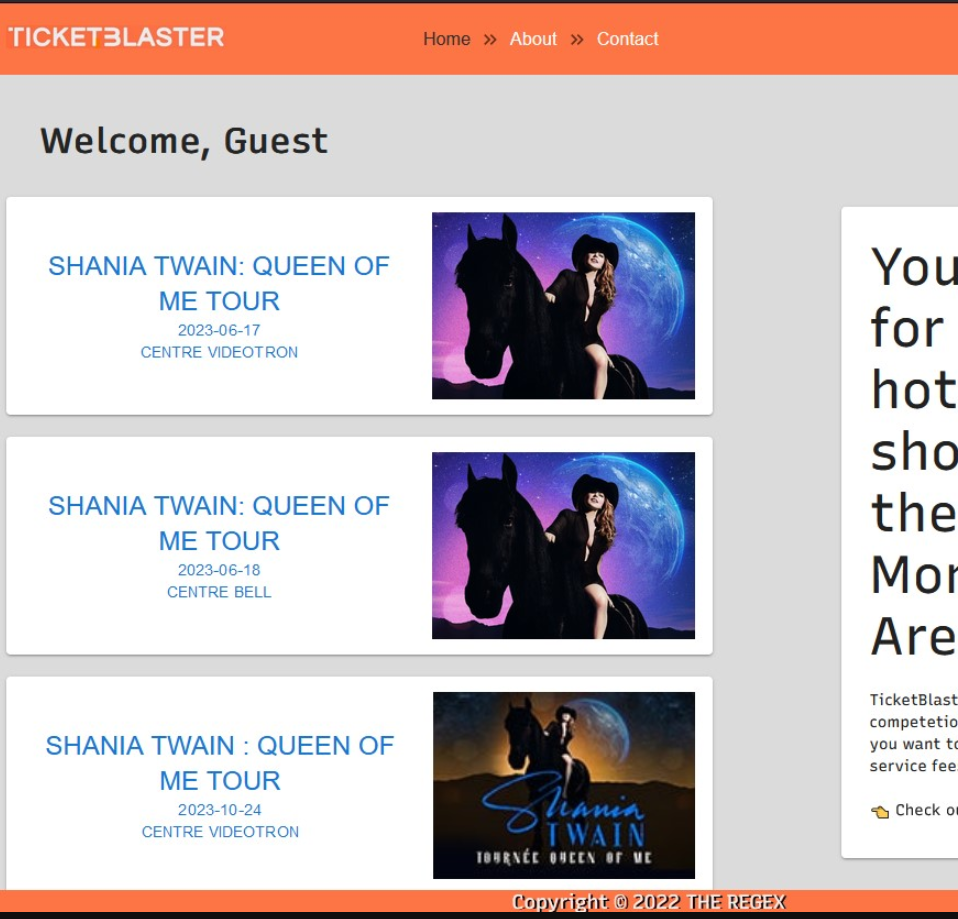 TICKETBLASTER
Home » About » Contact
Welcome, Guest
SHANIA TWAIN: QUEEN OF
ME TOUR
2023-06-17
CENTRE VIDEOTRON
SHANIA TWAIN: QUEEN OF
ME TOUR
2023-06-18
CENTRE BELL
SHANIA TWAIN : QUEEN OF
ME TOUR
2023-10-24
CENTRE VIDEOTRON
Shania
TWAIN
TOURNÉE QUEEN OF ME
You
for
hot
sho
the
Mor
Are
TicketBlast
competetio
you want to
service fee
👈 Check ou
Copyright © 2022 THE REGEX